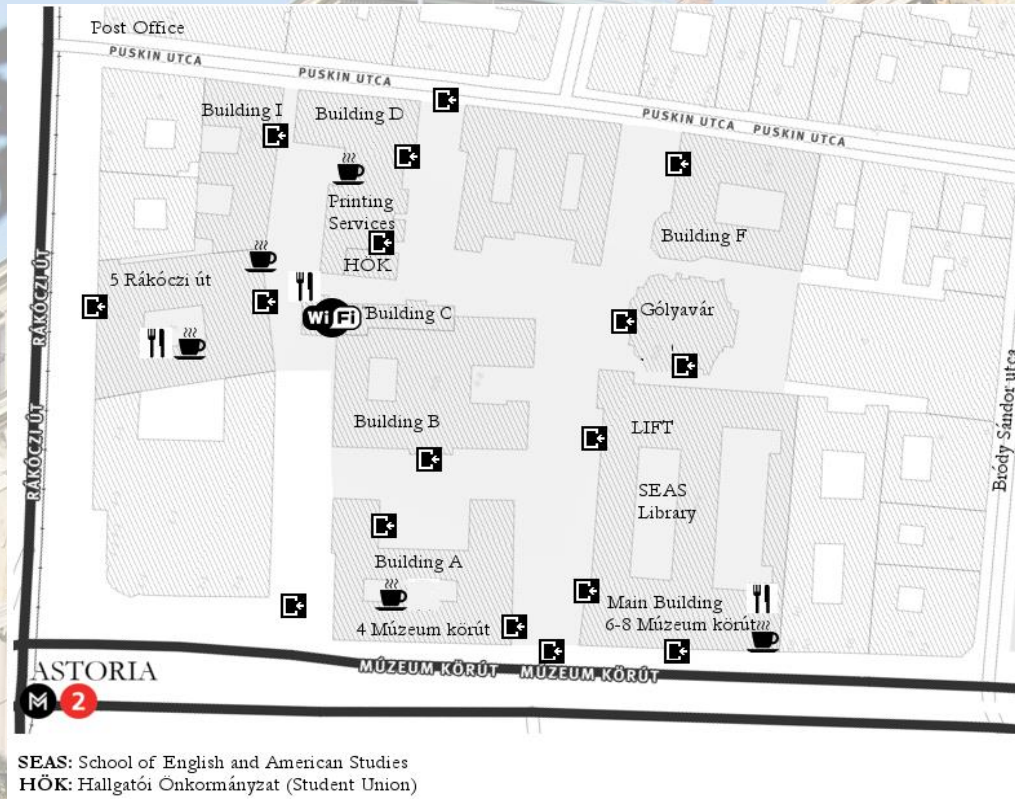 Post Office
PUSKIN UTCA
PUSKIN UTCA
PUSKIN UTCA
PUSKIN UTCA
Building I
Building D
Printing
Services
HÖK
Building F
5 Rákóczi út
RÁKÓCZI ÚT
RÁKÓCZI ÚT
Wi Fi
Building C
Gólyavár
Building B
LIFT
SEAS
Library
Bródy Sándor utca
Building A
4 Múzeum körút
Main Building
6-8 Múzeum körút
MÚZEUM KÖRÚT
MÚZEUM KÖRÚT
ASTORIA
M 2
SEAS: School of English and American Studies
HÖK: Hallgatói Önkormányzat (Student Union)